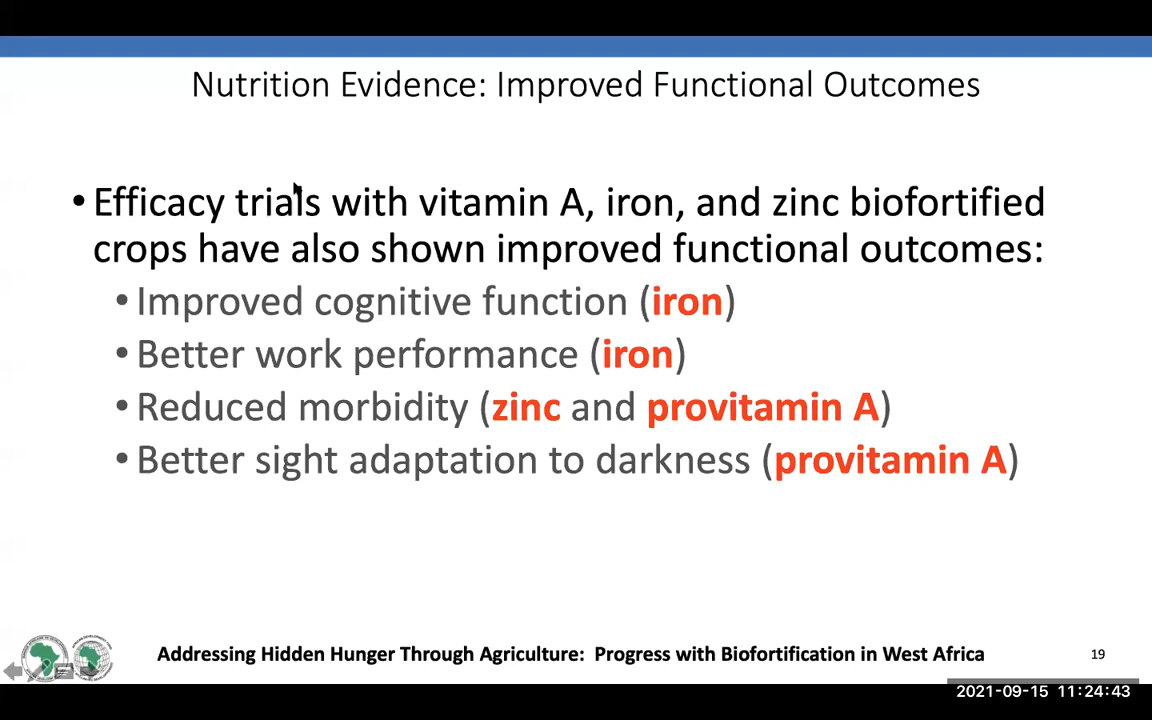 Nutrition Evidence: Improved Functional Outcomes
• Efficacy trials with vitamin A, iron, and zinc biofortified
crops have also shown improved functional outcomes:
• Improved cognitive function (iron)
• Better work performance (iron)
• Reduced morbidity (zinc and provitamin A)
• Better sight adaptation to darkness (provitamin A)
Addressing Hidden Hunger Through Agriculture: Progress with Biofortification in West Africa
19
2021-09-15 11:24:43